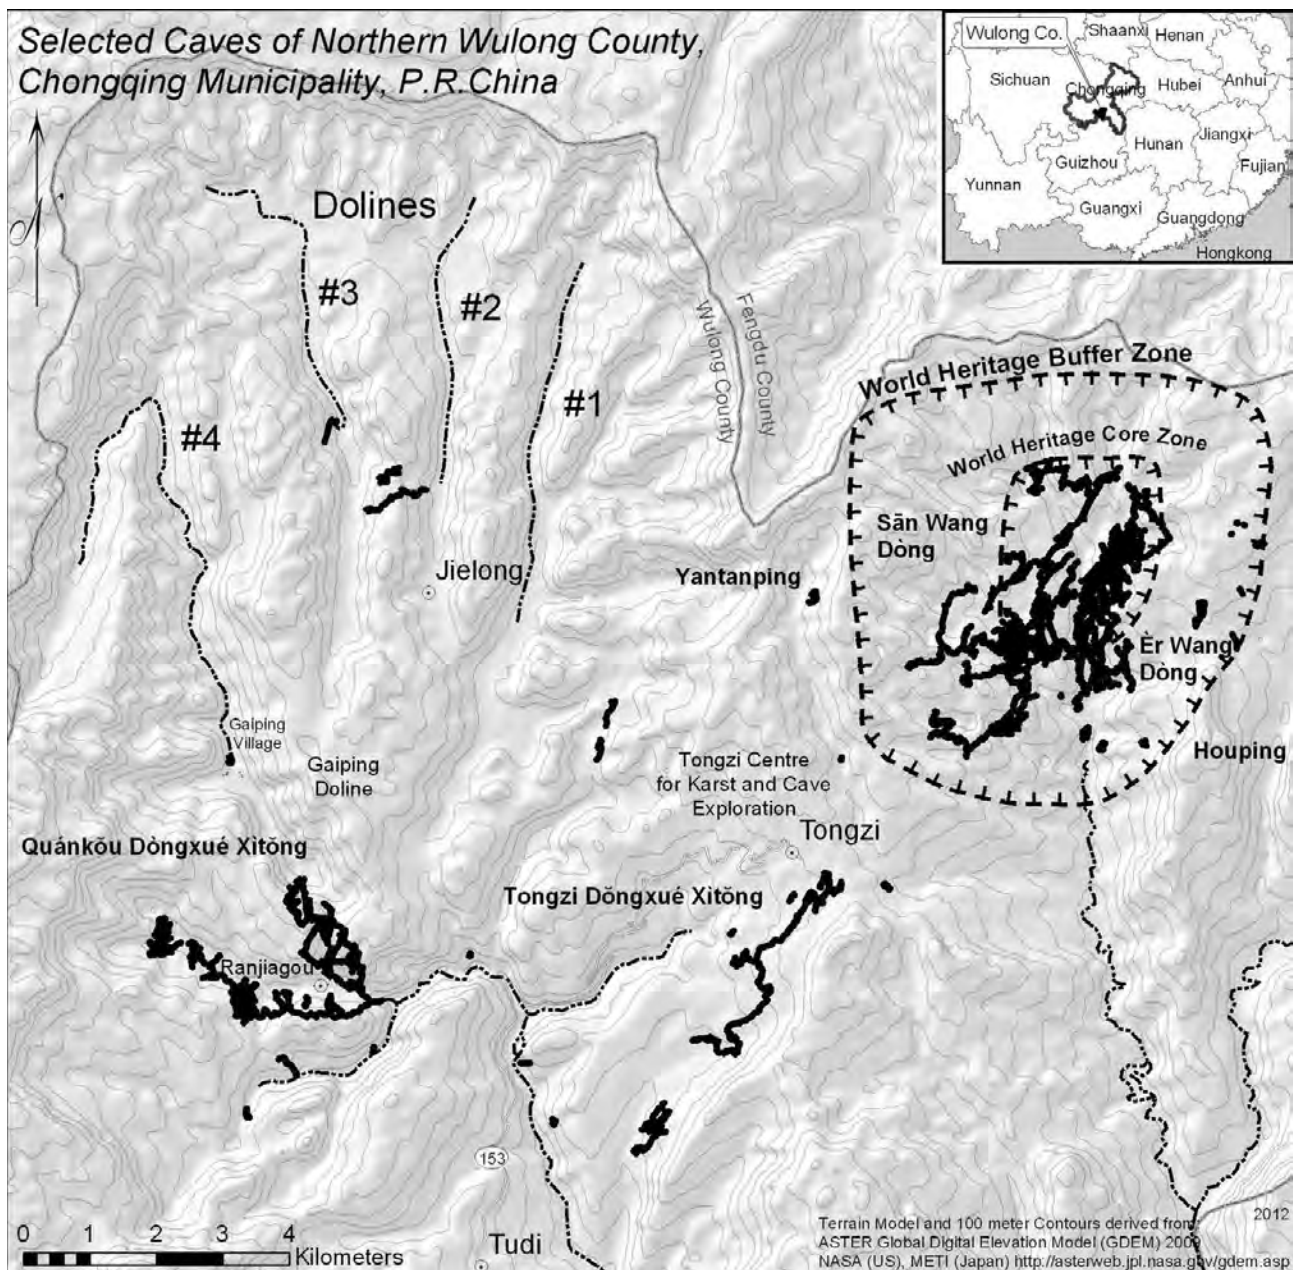 Selected Caves of Northern Wulong County,
Chongqing Municipality, P.R.China
Wulong Co.
Shaanxi
Henan
Sichuan
Chongqing
Hubei
Anhui
Hunan
Jiangxi
Guizhou
Fujian
Yunnan
Guangxi
Guangdong
Hongkong
Dolines
#3
#2
#1
#4
Wulong County
Fengdu County
World Heritage Buffer Zone
World Heritage Core Zone
Sān Wang
Dòng
Jielong
Yantanping
Èr Wang
Dòng
Gaiping
Village
Gaiping
Doline
Tongzi Centre
for Karst and Cave
Exploration
Houping
Tongzi
Quánkŏu Dòngxué Xìtŏng
Tongzi Dŏngxué Xìtŏng
Ranjiagou
153
Tudi
0 1 2 3 4
Kilometers
2012
Terrain Model and 100 meter Contours derived from
ASTER Global Digital Elevation Model (GDEM) 2009
NASA (US), METI (Japan) http://asterweb.jpl.nasa.gov/gdem.asp